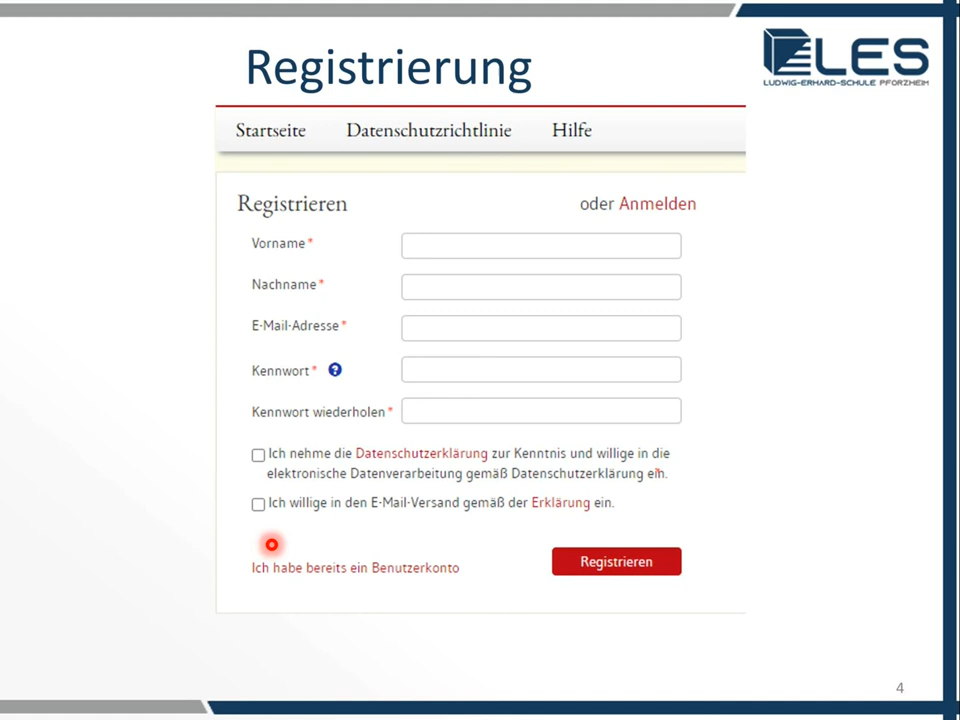 Registrierung
LES
LUDWIG-ERHARD-SCHULE PFORZHEIM
Startseite Datenschutzrichtlinie Hilfe
Registrieren oder Anmelden
Vorname*
Nachname*
E-Mail-Adresse*
Kennwort* ?
Kennwort wiederholen*
Ich nehme die Datenschutzerklärung zur Kenntnis und willige in die
elektronische Datenverarbeitung gemäß Datenschutzerklärung ein.*
Ich willige in den E-Mail-Versand gemäß der Erklärung ein.
Ich habe bereits ein Benutzerkonto Registrieren
4